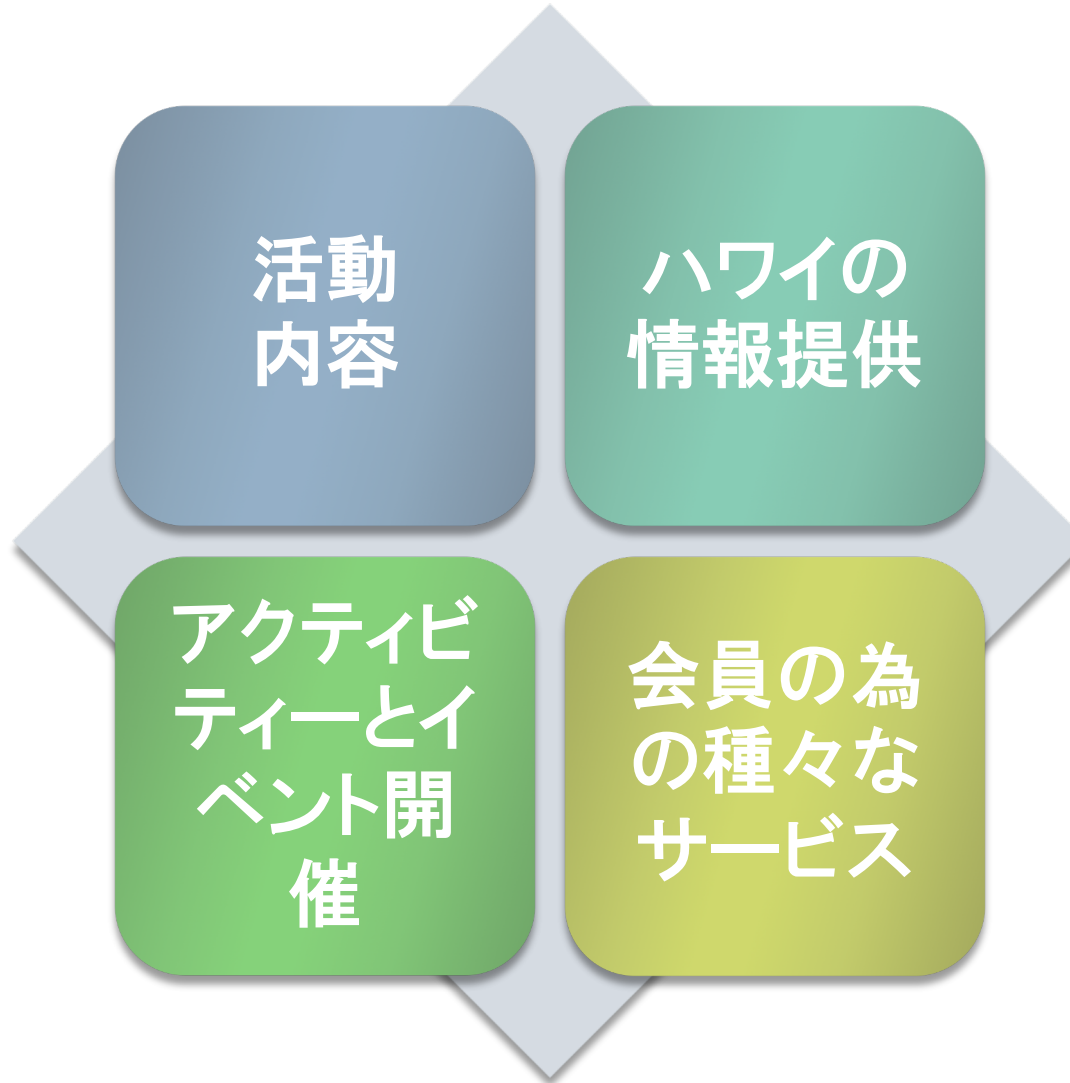 活動
内容
ハワイの
情報提供
アクティビ
ティーとイ
ベント開
催
会員の為
の種々な
サービス